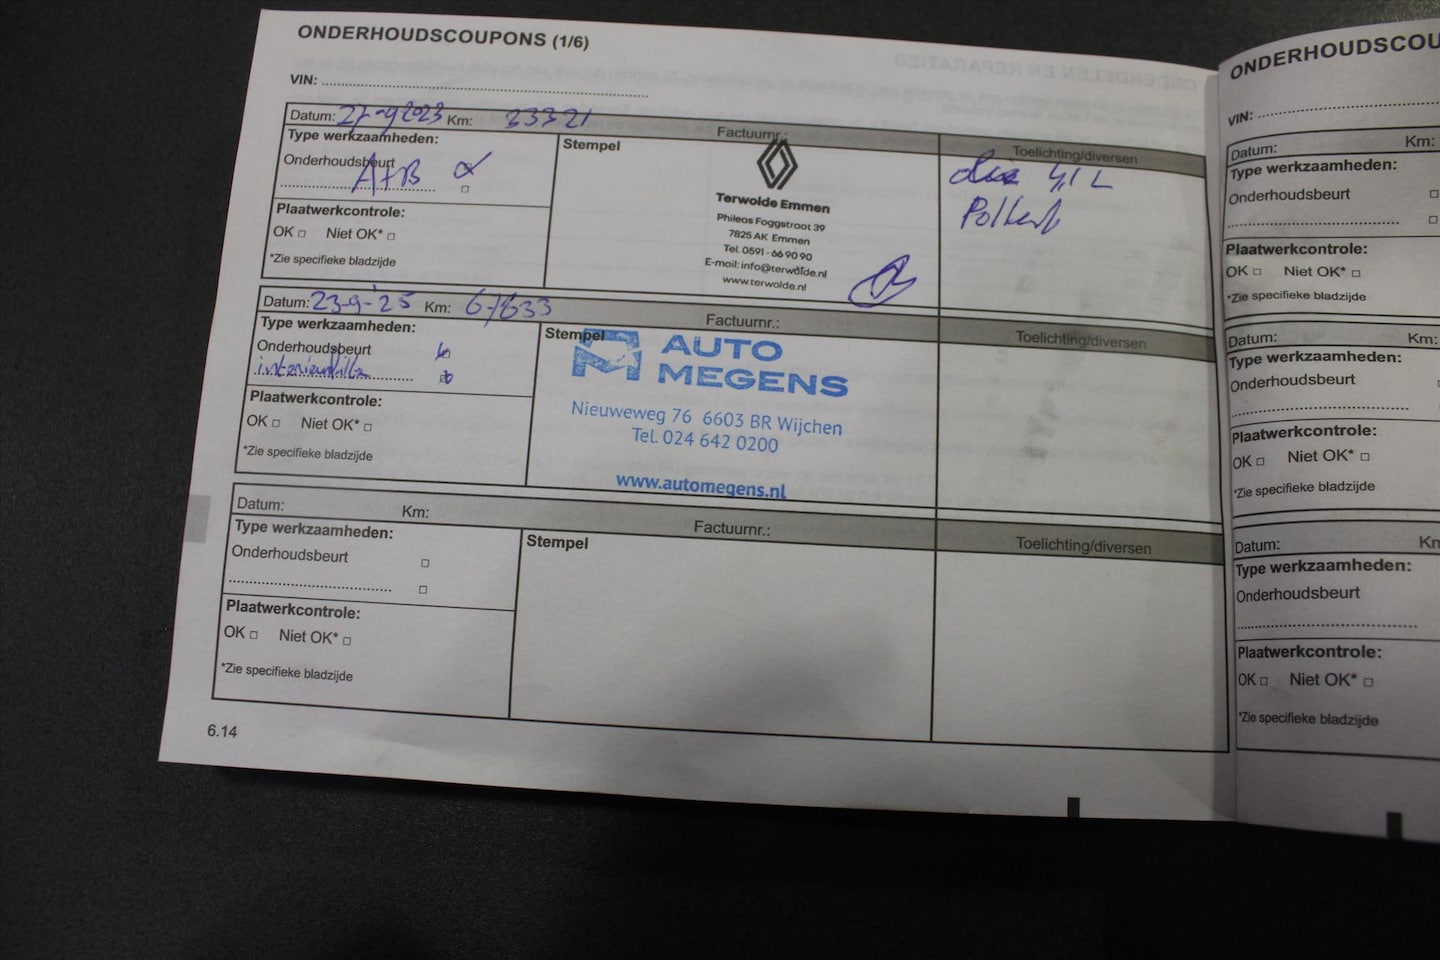 ONDERHOUDSCOUPONS (1/6)
VIN:
Datum: 27-9 2023 Km: 33321 Factuurnr.:
Type werkzaamheden:
Onderhoudsbeurt
A+B
Plaatwerkcontrole:
OK □ Niet OK* □
*Zie specifieke bladzijde
Stempel
Terwolde Emmen
Phileas Foggstraat 39
7825 AK Emmen
Tel. 0591 - 66 90 90
E-mail: info@terwolde.nl
www.terwolde.nl
Toelichting/diversen
4,1 L
Datum: 23-9-'25 Km: Factuurnr.:
Type werkzaamheden:
Onderhoudsbeurt
Plaatwerkcontrole:
OK □ Niet OK* □
*Zie specifieke bladzijde
Stempel
AUTO
MEGENS
Nieuweweg 76 6603 BR Wijchen
Tel. 024 642 0200
www.automegens.nl
Toelichting/diversen
Datum: Km: Factuurnr.:
Type werkzaamheden:
Onderhoudsbeurt □
□
Plaatwerkcontrole:
OK □ Niet OK* □
*Zie specifieke bladzijde
Stempel
Toelichting/diversen
6.14
ONDERHOUDSCOU
VIN:
Datum: Km:
Type werkzaamheden:
Onderhoudsbeurt □
□
Plaatwerkcontrole:
OK □ Niet OK* □
*Zie specifieke bladzijde
Datum: Km:
Type werkzaamheden:
Onderhoudsbeurt
Plaatwerkcontrole:
OK □ Niet OK* □
*Zie specifieke bladzijde
Datum: Km
Type werkzaamheden:
Onderhoudsbeurt
Plaatwerkcontrole:
OK □ Niet OK* □
*Zie specifieke bladzijde